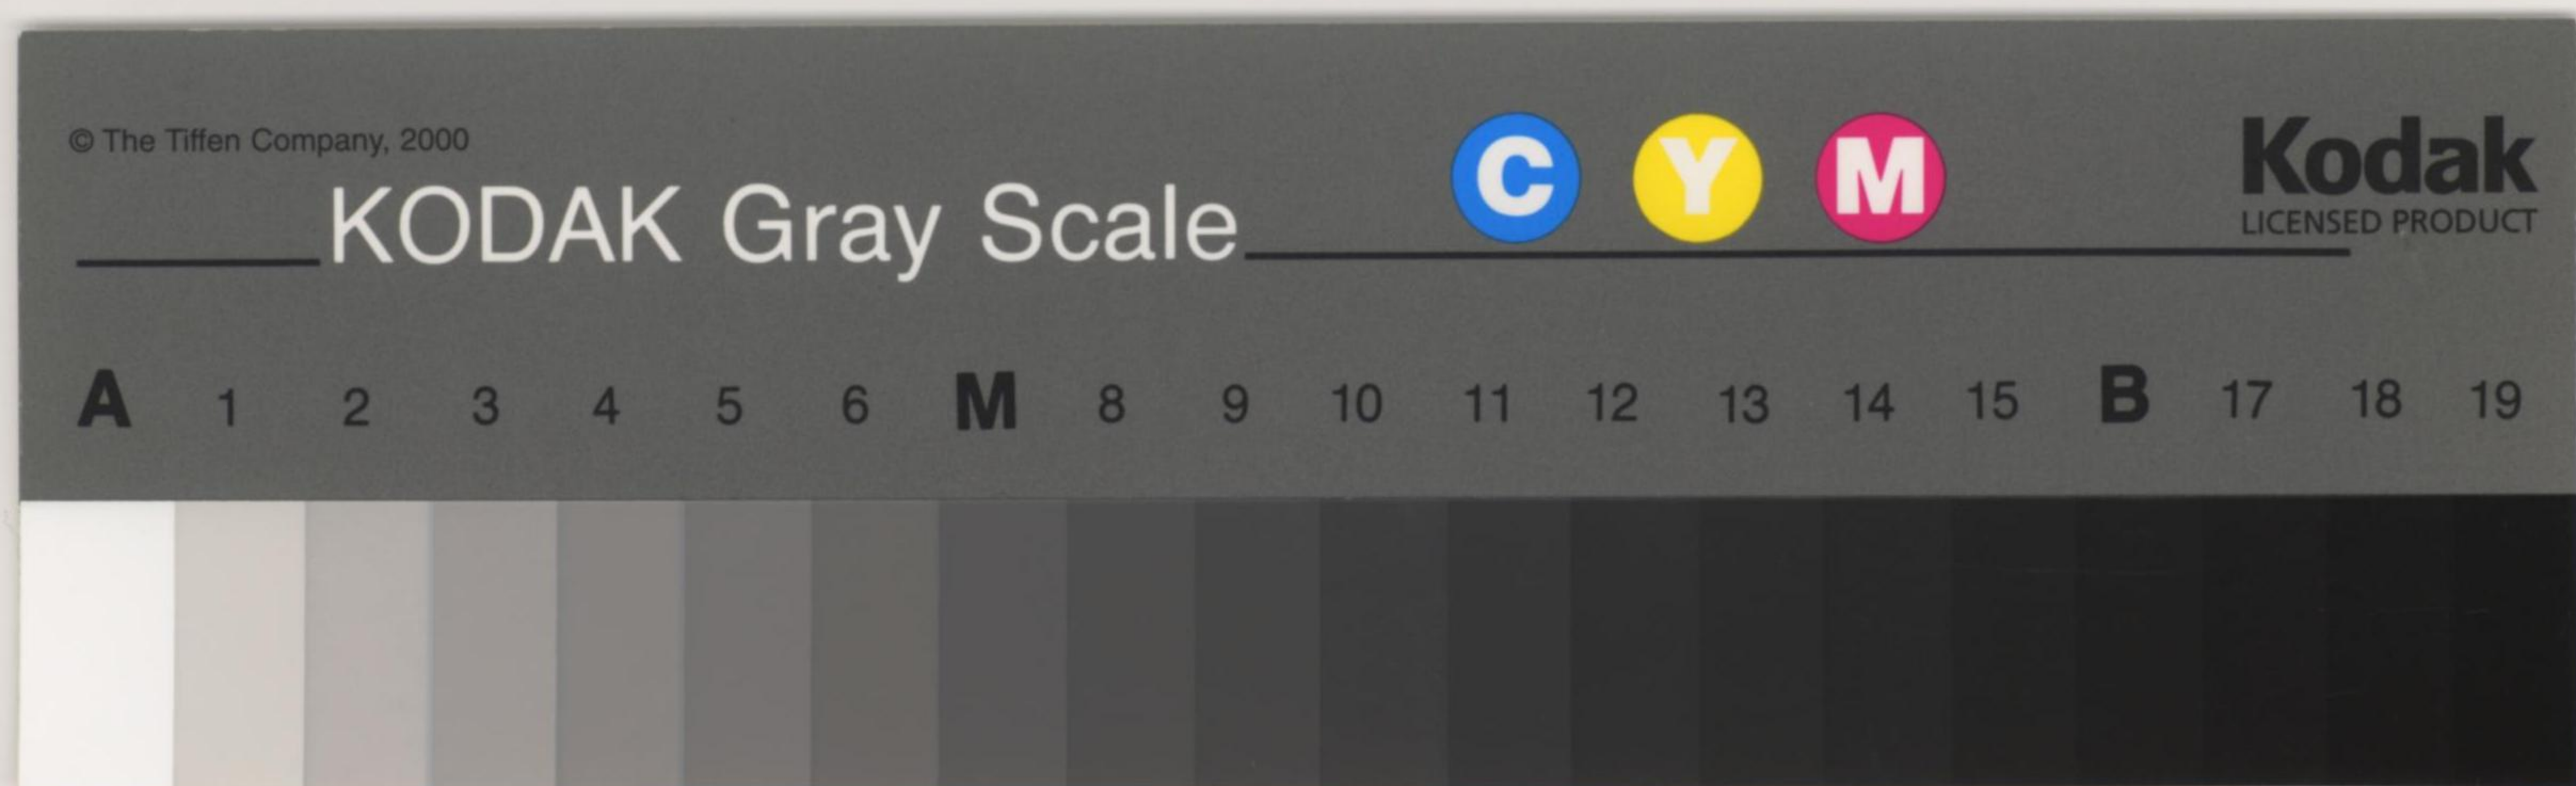 © The Tiffen Company, 2000
KODAK Gray Scale
C Y M
Kodak
LICENSED PRODUCT
A 1 2 3 4 5 6 M 8 9 10 11 12 13 14 15 B 17 18 19